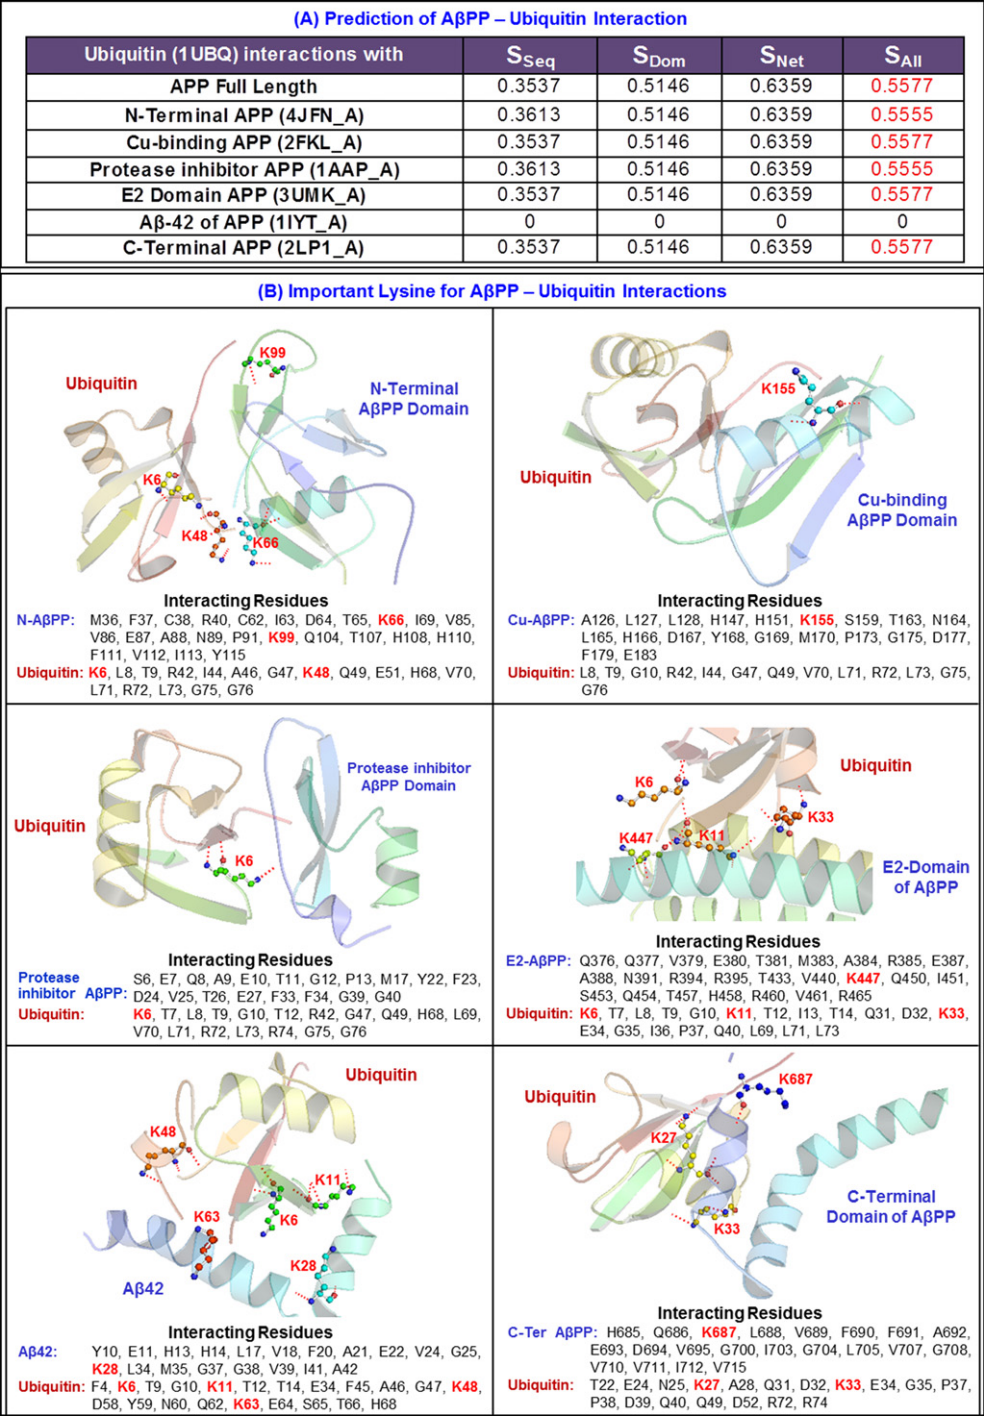 (A) Prediction of AβPP – Ubiquitin Interaction
Ubiquitin (1UBQ) interactions with SSeq SDom SNet SAll
APP Full Length 0.3537 0.5146 0.6359 0.5577
N-Terminal APP (4JFN_A) 0.3613 0.5146 0.6359 0.5555
Cu-binding APP (2FKL_A) 0.3537 0.5146 0.6359 0.5577
Protease inhibitor APP (1AAP_A) 0.3613 0.5146 0.6359 0.5555
E2 Domain APP (3UMK_A) 0.3537 0.5146 0.6359 0.5577
Aβ-42 of APP (1IYT_A) 0 0 0 0
C-Terminal APP (2LP1_A) 0.3537 0.5146 0.6359 0.5577
(B) Important Lysine for AβPP – Ubiquitin Interactions
K99
Ubiquitin
N-Terminal
AβPP Domain
K6
K48
K66
Interacting Residues
N-AβPP: M36, F37, C38, R40, C62, I63, D64, T65, K66, I69, V85,
V86, E87, A88, N89, P91, K99, Q104, T107, H108, H110,
F111, V112, I113, Y115
Ubiquitin: K6, L8, T9, R42, I44, A46, G47, K48, Q49, E51, H68, V70,
L71, R72, L73, G75, G76
K155
Ubiquitin
Cu-binding
AβPP Domain
Interacting Residues
Cu-AβPP: A126, L127, L128, H147, H151, K155, S159, T163, N164,
L165, H166, D167, Y168, G169, M170, P173, G175, D177,
F179, E183
Ubiquitin: L8, T9, G10, R42, I44, G47, Q49, V70, L71, R72, L73, G75,
G76
Protease inhibitor
AβPP Domain
Ubiquitin
K6
Interacting Residues
Protease S6, E7, Q8, A9, E10, T11, G12, P13, M17, Y22, F23,
inhibitor AβPP: D24, V25, T26, E27, F33, F34, G39, G40
Ubiquitin: K6, T7, L8, T9, G10, T12, R42, G47, Q49, H68, L69,
V70, L71, R72, L73, R74, G75, G76
Ubiquitin
K6
K33
K447
K11
E2-Domain
of AβPP
Interacting Residues
E2-AβPP: Q376, Q377, V379, E380, T381, M383, A384, R385, E387,
A388, N391, R394, R395, T433, V440, K447, Q450, I451,
S453, Q454, T457, H458, R460, V461, R465
Ubiquitin: K6, T7, L8, T9, G10, K11, T12, I13, T14, Q31, D32, K33,
E34, G35, I36, P37, Q40, L69, L71, L73
Ubiquitin
K48
K11
K6
K63
K28
Aβ42
Interacting Residues
Aβ42: Y10, E11, H13, H14, L17, V18, F20, A21, E22, V24, G25,
K28, L34, M35, G37, G38, V39, I41, A42
Ubiquitin: F4, K6, T9, G10, K11, T12, T14, E34, F45, A46, G47, K48,
D58, Y59, N60, Q62, K63, E64, S65, T66, H68
K687
Ubiquitin
K27
C-Terminal
Domain of AβPP
K33
Interacting Residues
C-Ter AβPP: H685, Q686, K687, L688, V689, F690, F691, A692,
E693, D694, V695, G700, I703, G704, L705, V707, G708,
V710, V711, I712, V715
Ubiquitin: T22, E24, N25, K27, A28, Q31, D32, K33, E34, G35, P37,
P38, D39, Q40, Q49, D52, R72, R74